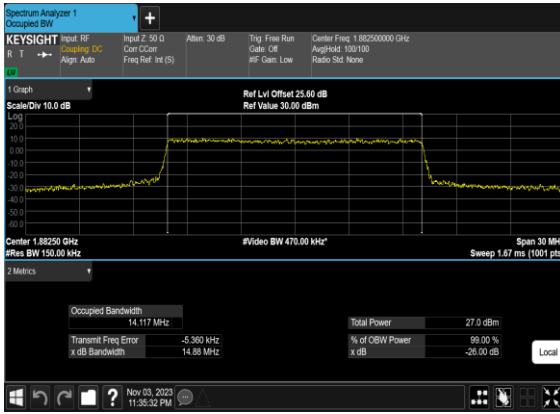 Spectrum Analyzer 1
Occupied BW
+
KEYSIGHT Input: RF Input Z: 50 Ω Atten: 30 dB Trig: Free Run Center Freq: 1.882500000 GHz
R T Coupling: DC Corr CCorr Gate: Off Avg|Hold: 100/100
Align: Auto Freq Ref: Int (S) #IF Gain: Low Radio Std: None
LW
1 Graph
Ref Lvl Offset 25.60 dB
Scale/Div 10.0 dB Ref Value 30.00 dBm
Log
20.0
10.0
0.00
-10.0
-20.0
-30.0
-40.0
-50.0
-60.0
Center 1.88250 GHz #Video BW 470.00 kHz* Span 30 MH
#Res BW 150.00 kHz Sweep 1.67 ms (1001 pts
2 Metrics
Occupied Bandwidth
14.117 MHz Total Power 27.0 dBm
Transmit Freq Error -5.360 kHz % of OBW Power 99.00 %
x dB Bandwidth 14.88 MHz x dB -26.00 dB
Local
? Nov 03, 2023
11:35:32 PM